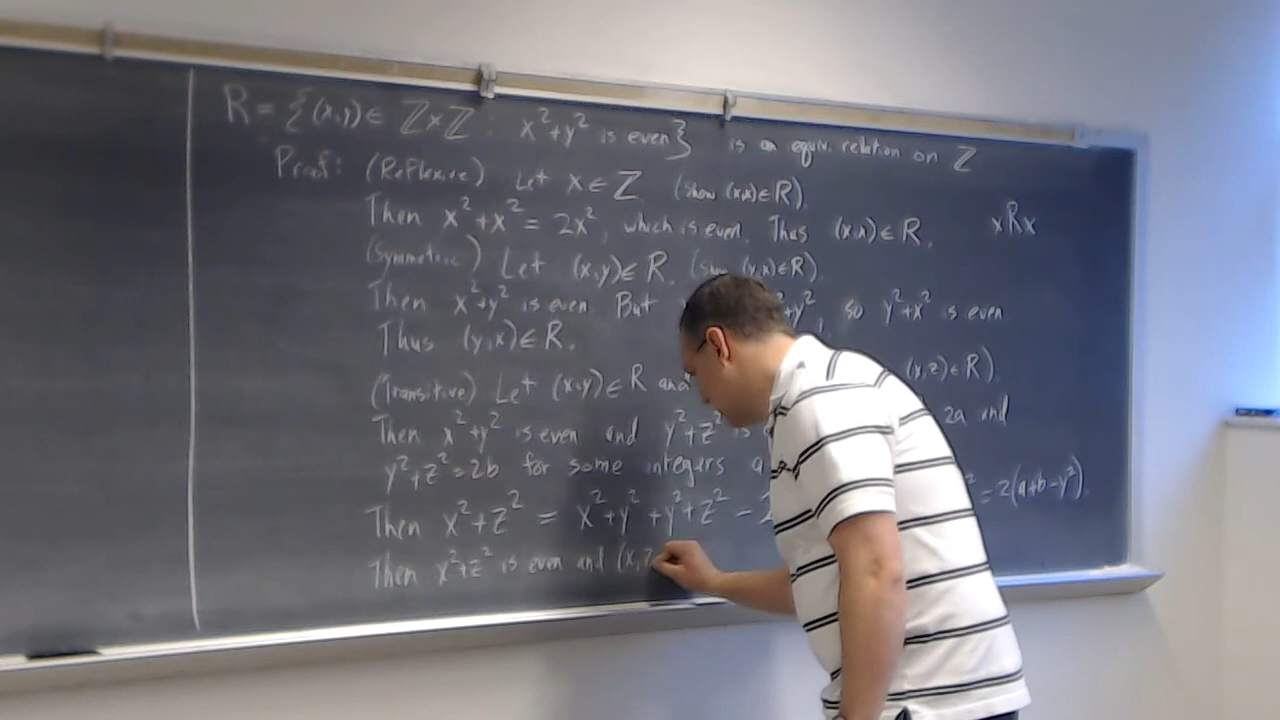 R = {(x,y) ∈ ℤ×ℤ : x²+y² is even} is an equiv. relation on ℤ
Proof: (Reflexive) Let x ∈ ℤ (show (x,x) ∈ R).
Then x²+x² = 2x², which is even. Thus (x,x) ∈ R. xRx
(Symmetric) Let (x,y) ∈ R. (show (y,x) ∈ R)
Then x²+y² is even But +y², so y²+x² is even
Thus (y,x) ∈ R.
(Transitive) Let (x,y) ∈ R and (x,z) ∈ R).
Then x²+y² is even and y²+z² is 2a and
y²+z² = 2b for some integers a
Then x²+z² = x²+y²+y²+z² - 2 ² = 2(a+b-y²).
Then x²+z² is even and (x,z